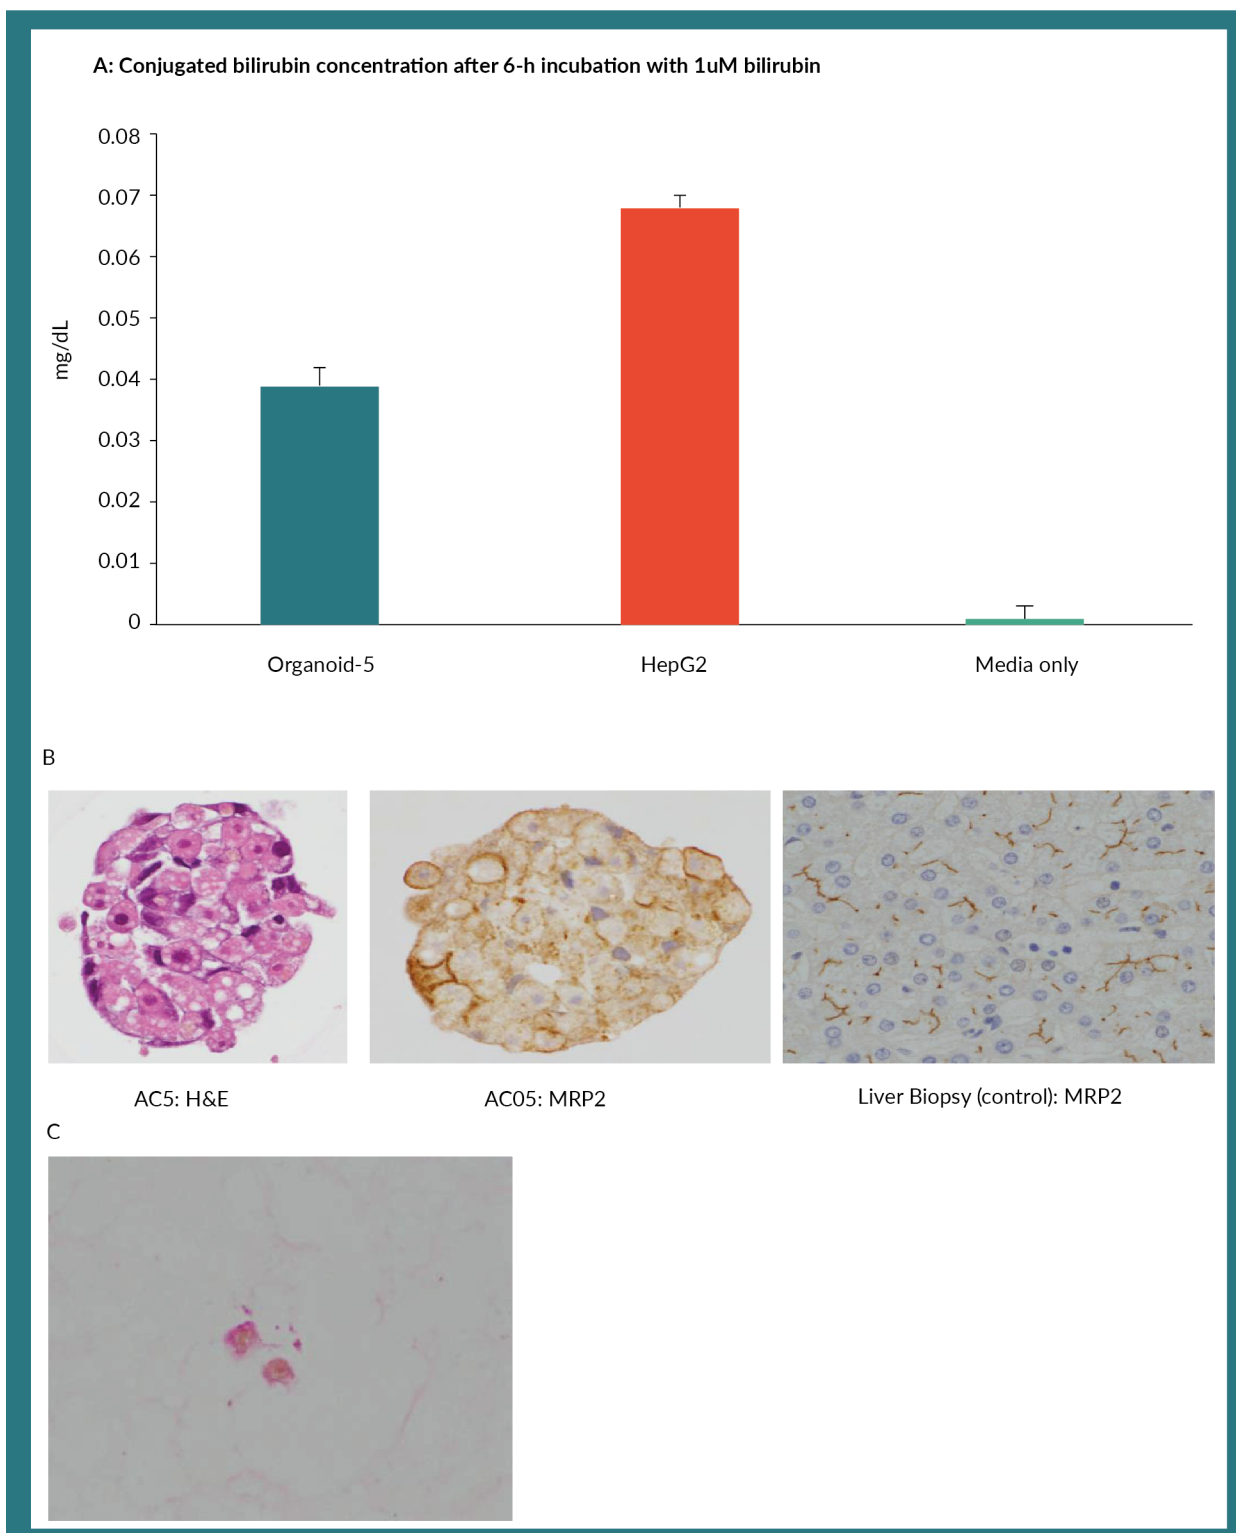 A: Conjugated bilirubin concentration after 6-h incubation with 1uM bilirubin
0.08
0.07
0.06
0.05
0.04
0.03
0.02
0.01
0
mg/dL
Organoid-5
HepG2
Media only
B
AC5: H&E
AC05: MRP2
Liver Biopsy (control): MRP2
C